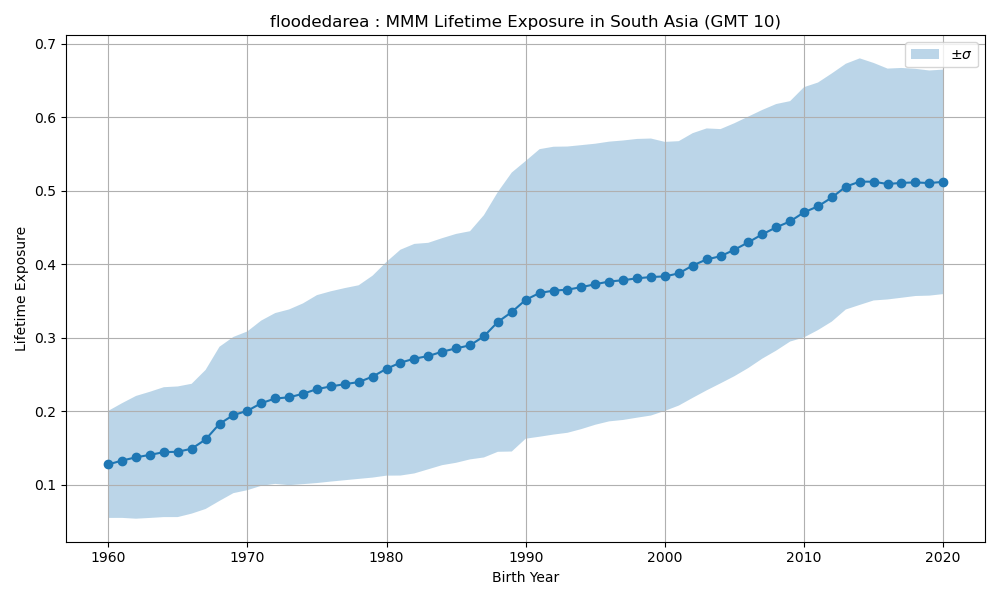 floodedarea : MMM Lifetime Exposure in South Asia (GMT 10)
±σ
Lifetime Exposure
0.7
0.6
0.5
0.4
0.3
0.2
0.1
1960 1970 1980 1990 2000 2010 2020
Birth Year